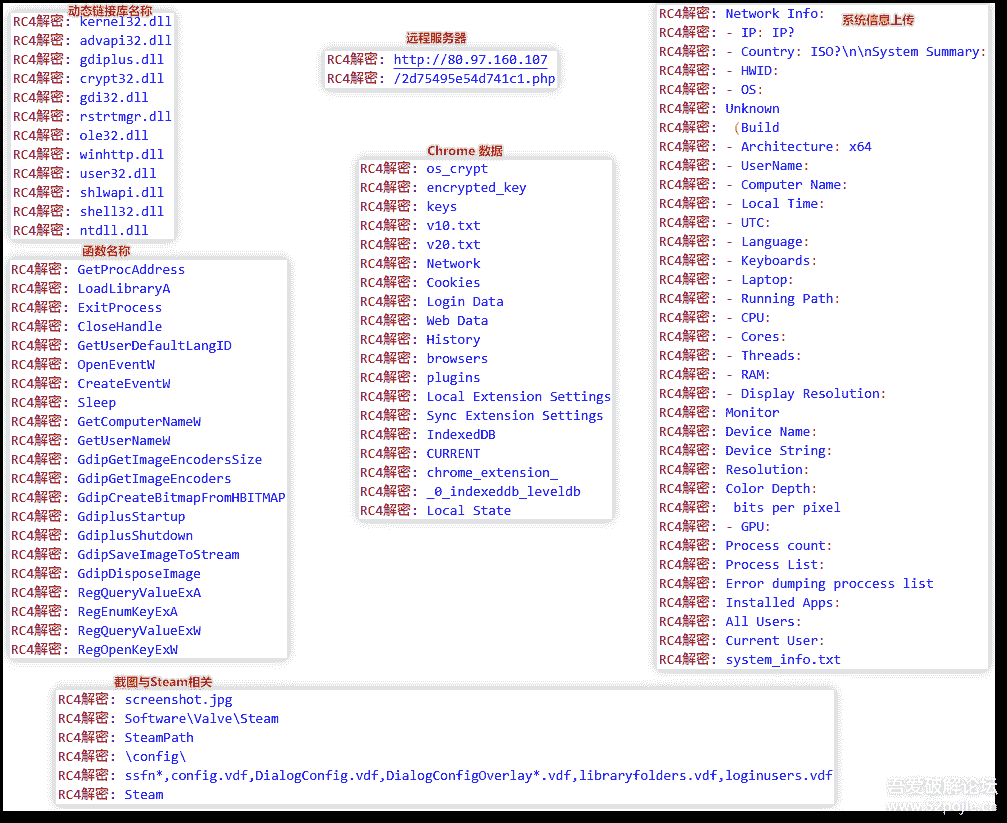 动态链接库名称
RC4解密: kernel32.dll
RC4解密: advapi32.dll
RC4解密: gdiplus.dll
RC4解密: crypt32.dll
RC4解密: gdi32.dll
RC4解密: rstrtmgr.dll
RC4解密: ole32.dll
RC4解密: winhttp.dll
RC4解密: user32.dll
RC4解密: shlwapi.dll
RC4解密: shell32.dll
RC4解密: ntdll.dll
函数名称
RC4解密: GetProcAddress
RC4解密: LoadLibraryA
RC4解密: ExitProcess
RC4解密: CloseHandle
RC4解密: GetUserDefaultLangID
RC4解密: OpenEventW
RC4解密: CreateEventW
RC4解密: Sleep
RC4解密: GetComputerNameW
RC4解密: GetUserNameW
RC4解密: GdipGetImageEncodersSize
RC4解密: GdipGetImageEncoders
RC4解密: GdipCreateBitmapFromHBITMAP
RC4解密: GdiplusStartup
RC4解密: GdiplusShutdown
RC4解密: GdipSaveImageToStream
RC4解密: GdipDisposeImage
RC4解密: RegQueryValueExA
RC4解密: RegEnumKeyExA
RC4解密: RegQueryValueExW
RC4解密: RegOpenKeyExW
远程服务器
RC4解密: http://80.97.160.107
RC4解密: /2d75495e54d741c1.php
Chrome 数据
RC4解密: os_crypt
RC4解密: encrypted_key
RC4解密: keys
RC4解密: v10.txt
RC4解密: v20.txt
RC4解密: Network
RC4解密: Cookies
RC4解密: Login Data
RC4解密: Web Data
RC4解密: History
RC4解密: browsers
RC4解密: plugins
RC4解密: Local Extension Settings
RC4解密: Sync Extension Settings
RC4解密: IndexedDB
RC4解密: CURRENT
RC4解密: chrome_extension_
RC4解密: _0_indexeddb_leveldb
RC4解密: Local State
系统信息上传
RC4解密: Network Info:
RC4解密: - IP: IP?
RC4解密: - Country: ISO?\n\nSystem Summary:
RC4解密: - HWID:
RC4解密: - OS:
RC4解密: Unknown
RC4解密: (Build
RC4解密: - Architecture: x64
RC4解密: - UserName:
RC4解密: - Computer Name:
RC4解密: - Local Time:
RC4解密: - UTC:
RC4解密: - Language:
RC4解密: - Keyboards:
RC4解密: - Laptop:
RC4解密: - Running Path:
RC4解密: - CPU:
RC4解密: - Cores:
RC4解密: - Threads:
RC4解密: - RAM:
RC4解密: - Display Resolution:
RC4解密: Monitor
RC4解密: Device Name:
RC4解密: Device String:
RC4解密: Resolution:
RC4解密: Color Depth:
RC4解密: bits per pixel
RC4解密: - GPU:
RC4解密: Process count:
RC4解密: Process List:
RC4解密: Error dumping proccess list
RC4解密: Installed Apps:
RC4解密: All Users:
RC4解密: Current User:
RC4解密: system_info.txt
截图与Steam相关
RC4解密: screenshot.jpg
RC4解密: Software\Valve\Steam
RC4解密: SteamPath
RC4解密: \config\
RC4解密: ssfn*,config.vdf,DialogConfig.vdf,DialogConfigOverlay*.vdf,libraryfolders.vdf,loginusers.vdf
RC4解密: Steam
吾爱破解论坛
www.52pojie.cn